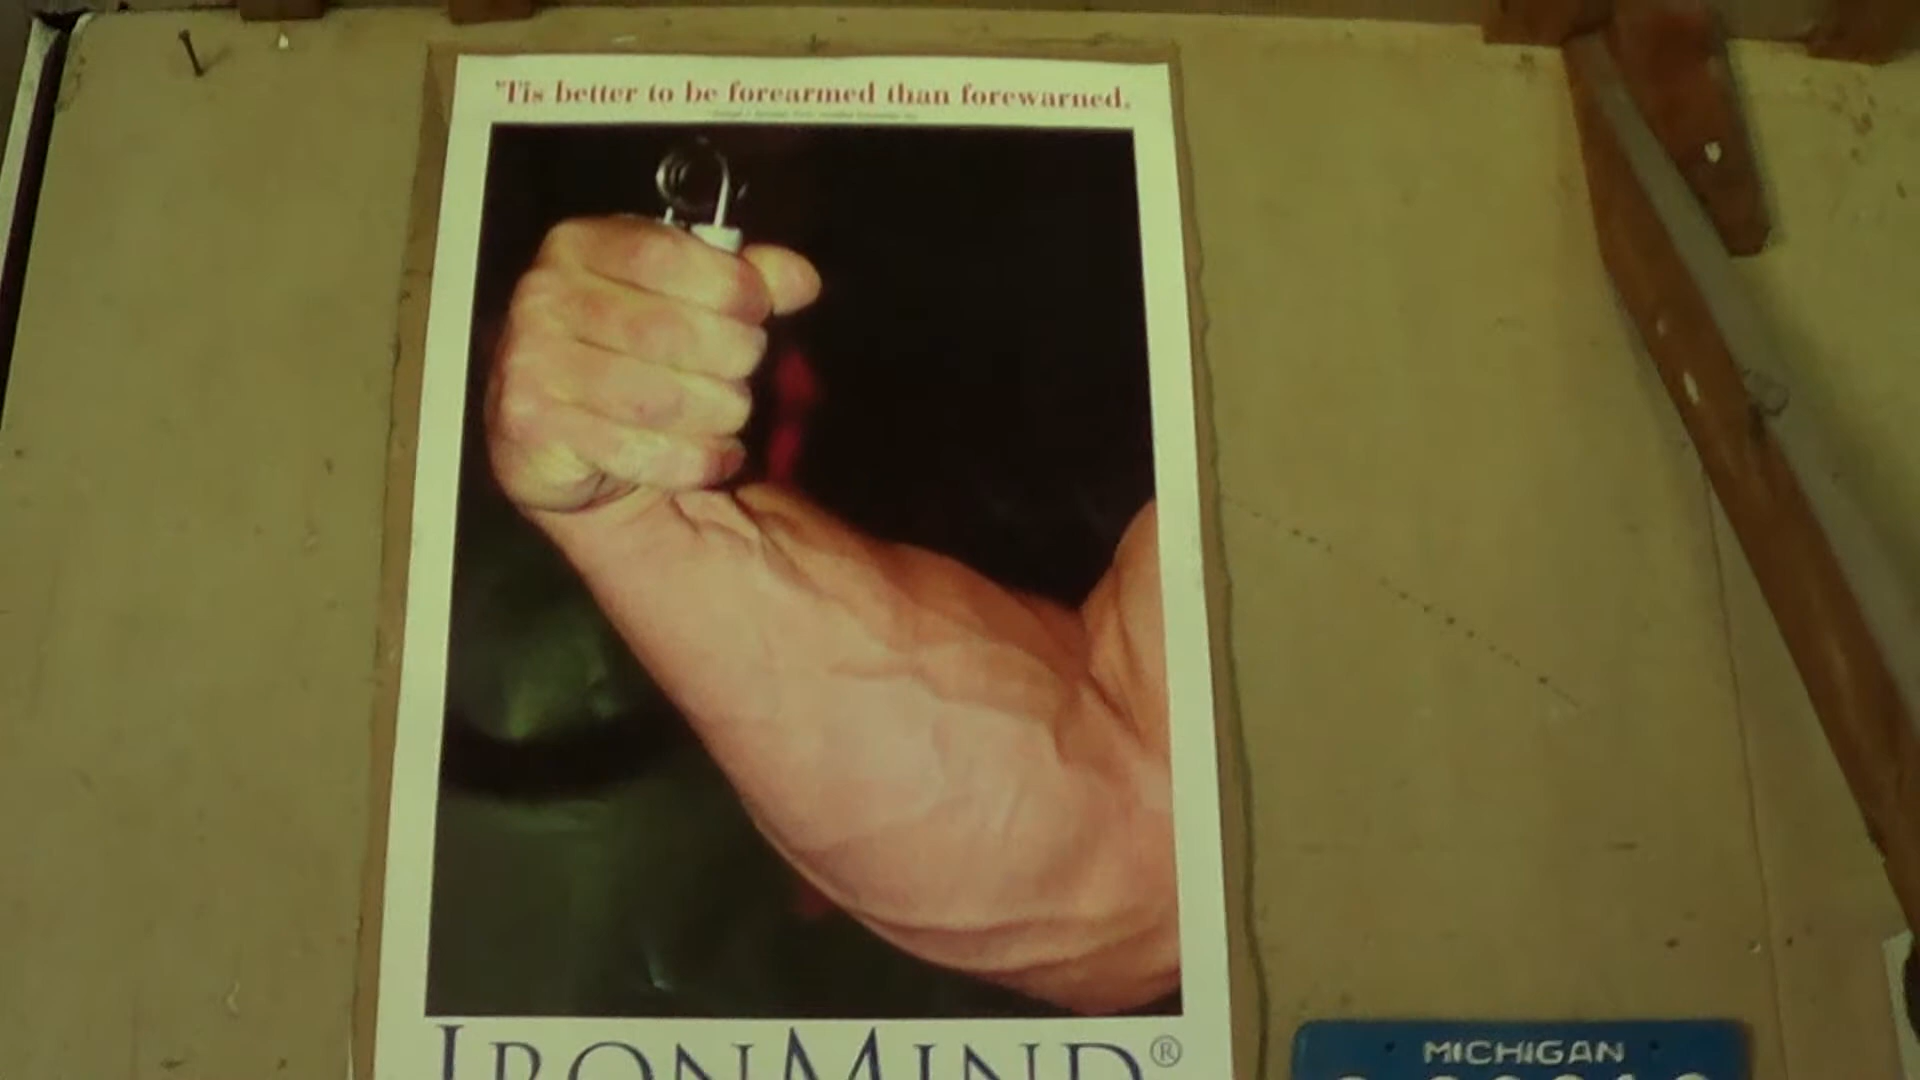 "Tis better to be forearmed than forewarned.
IRONMIND®
MICHIGAN